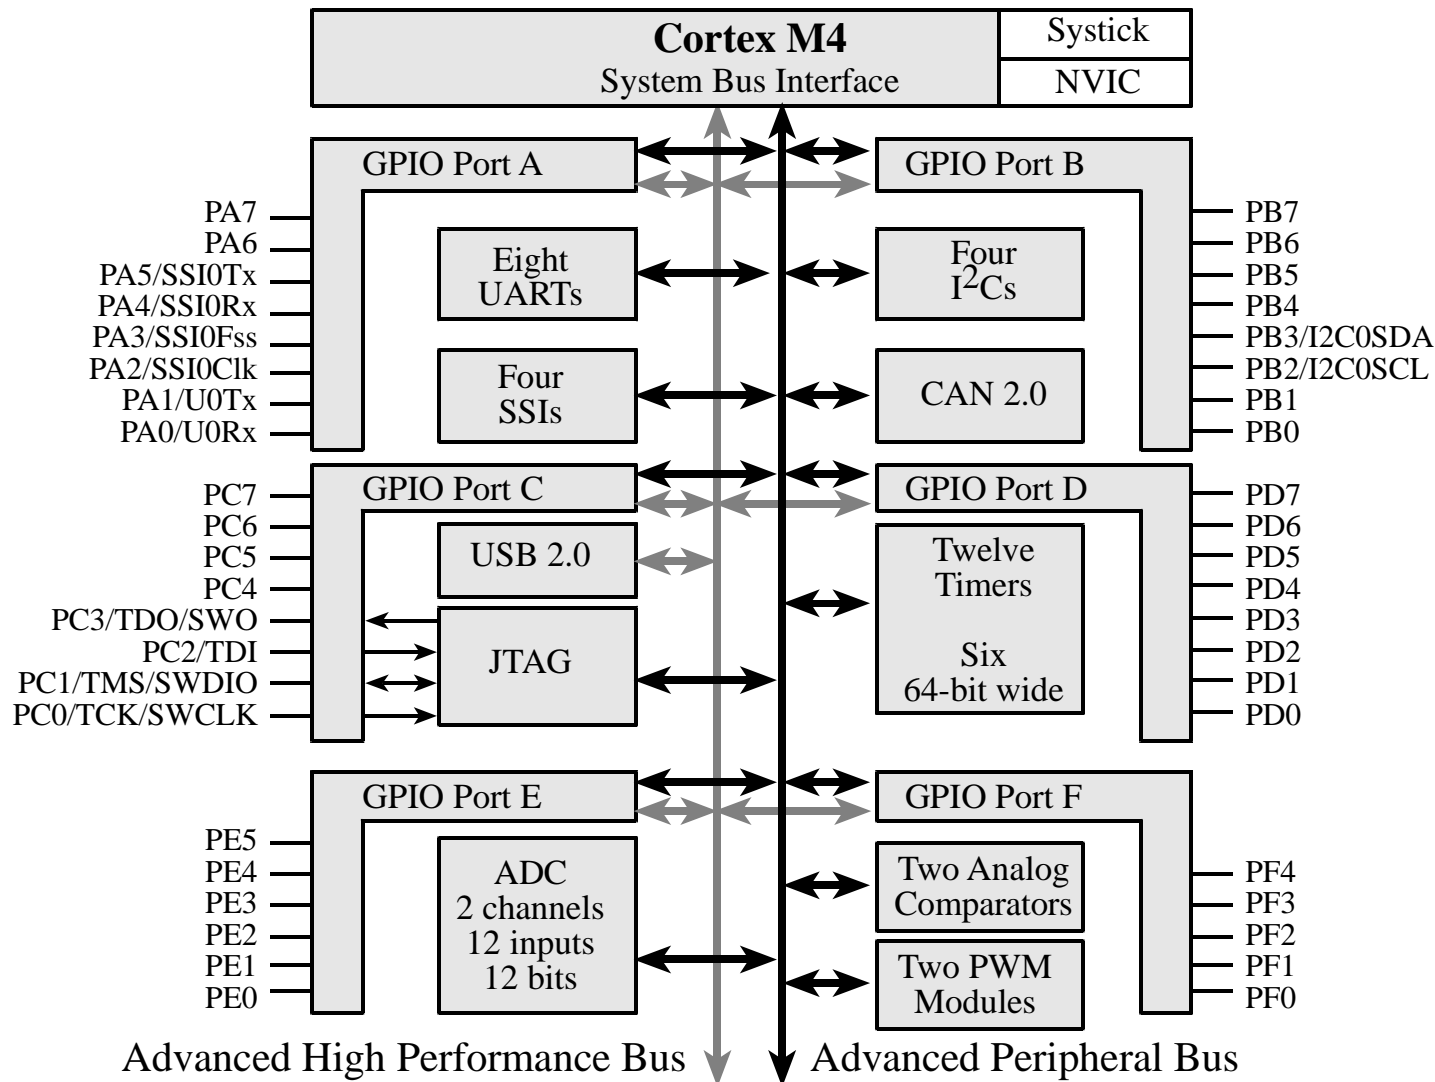 Cortex M4
System Bus Interface
Systick
NVIC
GPIO Port A
PA7
PA6
PA5/SSI0Tx
PA4/SSI0Rx
PA3/SSI0Fss
PA2/SSI0Clk
PA1/U0Tx
PA0/U0Rx
Eight
UARTs
Four
SSIs
GPIO Port B
PB7
PB6
PB5
PB4
PB3/I2C0SDA
PB2/I2C0SCL
PB1
PB0
Four
I2Cs
CAN 2.0
GPIO Port C
PC7
PC6
PC5
PC4
PC3/TDO/SWO
PC2/TDI
PC1/TMS/SWDIO
PC0/TCK/SWCLK
USB 2.0
JTAG
GPIO Port D
PD7
PD6
PD5
PD4
PD3
PD2
PD1
PD0
Twelve
Timers
Six
64-bit wide
GPIO Port E
PE5
PE4
PE3
PE2
PE1
PE0
ADC
2 channels
12 inputs
12 bits
GPIO Port F
PF4
PF3
PF2
PF1
PF0
Two Analog
Comparators
Two PWM
Modules
Advanced High Performance Bus
Advanced Peripheral Bus